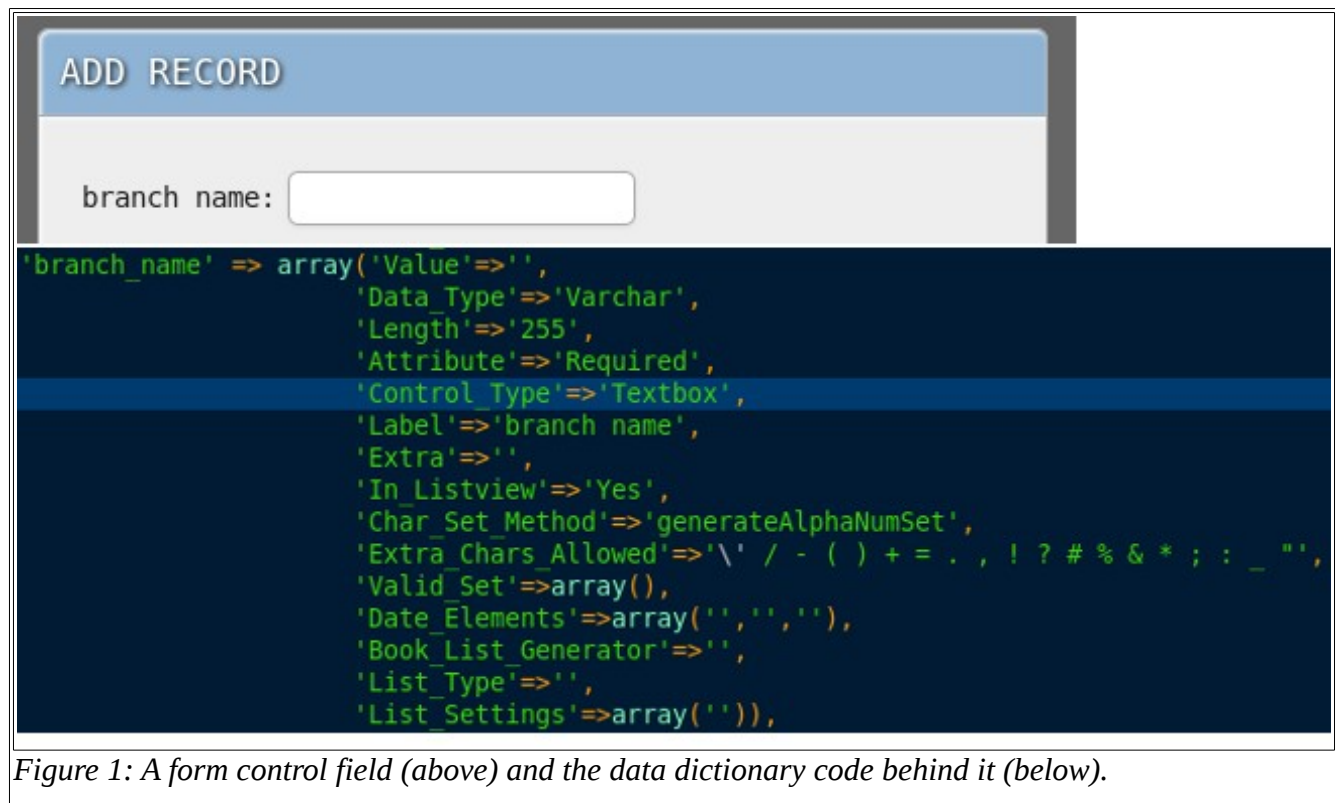 ADD RECORD
branch name:
'branch_name' => array('Value'=>'',
'Data_Type'=>'Varchar',
'Length'=>'255',
'Attribute'=>'Required',
'Control_Type'=>'Textbox',
'Label'=>'branch name',
'Extra'=>'',
'In_Listview'=>'Yes',
'Char_Set_Method'=>'generateAlphaNumSet',
'Extra_Chars_Allowed'=>'\' / - ( ) + = . , ! ? # % & * ; : _ "',
'Valid_Set'=>array(),
'Date_Elements'=>array('','',''),
'Book_List_Generator'=>'',
'List_Type'=>'',
'List_Settings'=>array('')),
Figure 1: A form control field (above) and the data dictionary code behind it (below).